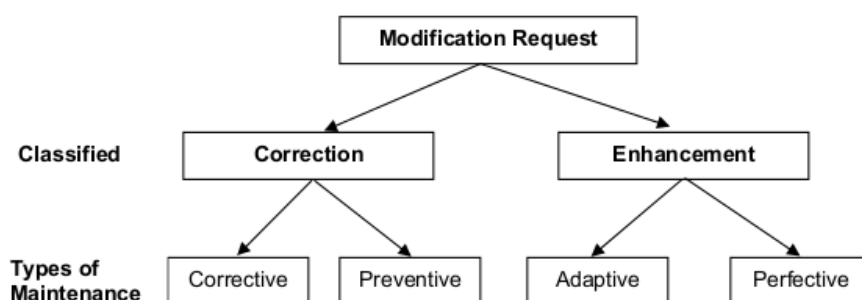 Modification Request
Classified
Correction
Enhancement
Types of
Maintenance
Corrective
Preventive
Adaptive
Perfective